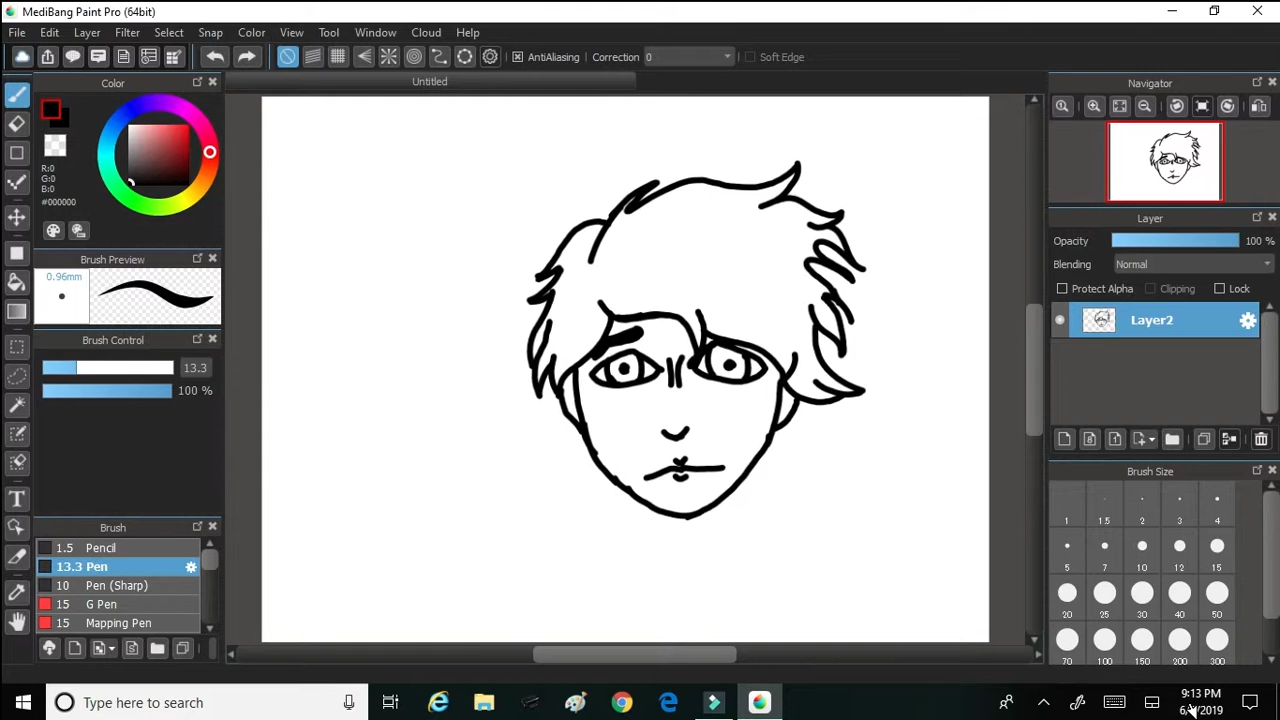 MediBang Paint Pro (64bit)
File Edit Layer Filter Select Snap Color View Tool Window Cloud Help
AntiAliasing Correction 0 Soft Edge
Color
Untitled
Navigator
R:0
G:0
B:0
#000000
Brush Preview
0.96mm
Brush Control
13.3
100 %
Brush
1.5 Pencil
13.3 Pen
10 Pen (Sharp)
15 G Pen
15 Mapping Pen
Layer
Opacity 100 %
Blending Normal
Protect Alpha Clipping Lock
Layer2
Brush Size
1 1.5 2 3 4
5 7 10 12 15
20 25 30 40 50
70 100 150 200 300
Type here to search
9:13 PM